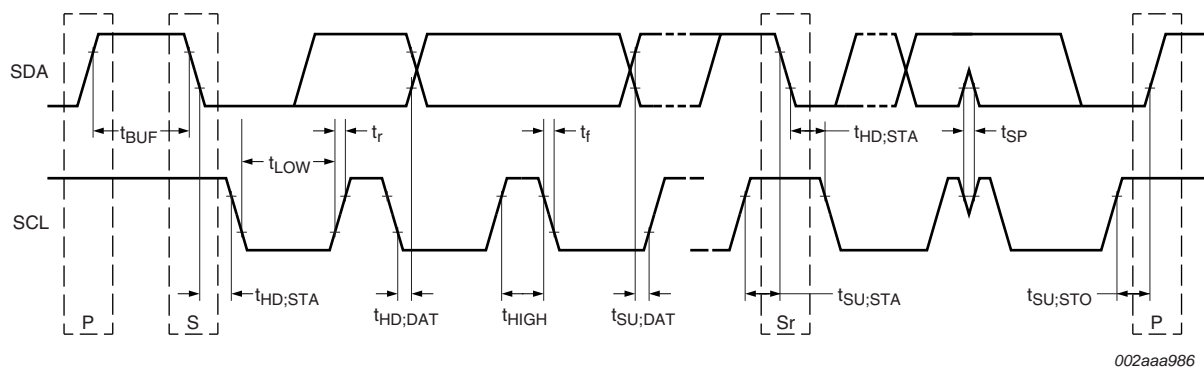 SDA
tBUF
tr
tf
tHD;STA
tSP
tLOW
SCL
tHD;STA
tHD;DAT
tHIGH
tSU;DAT
tSU;STA
tSU;STO
P
S
Sr
P
002aaa986